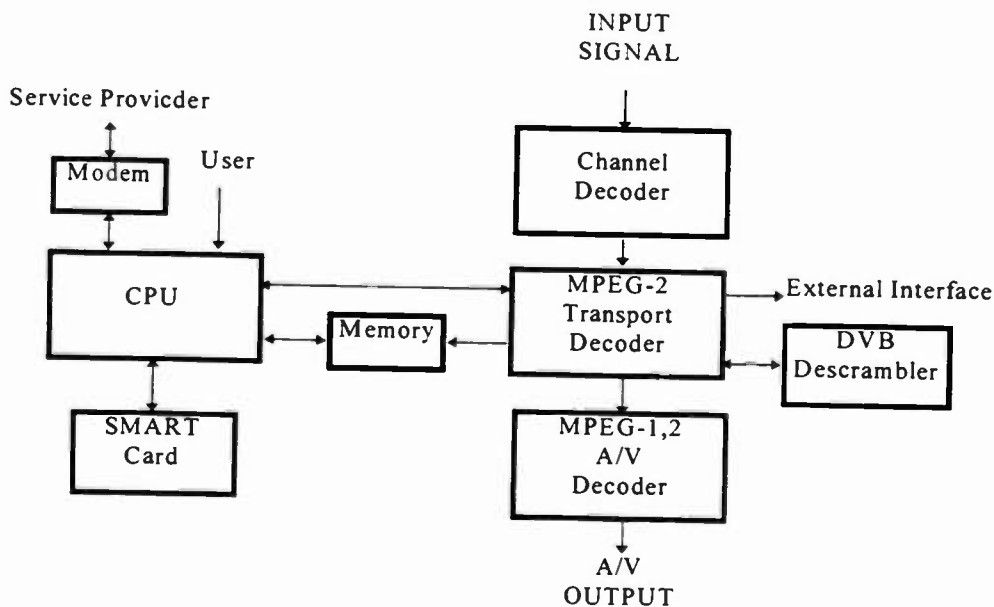 INPUT
SIGNAL
Service Provicder
Modem
User
Channel
Decoder
CPU
MPEG-2
Transport
Decoder
External Interface
Memory
DVB
Descrambler
SMART
Card
MPEG-1,2
A/V
Decoder
A/V
OUTPUT